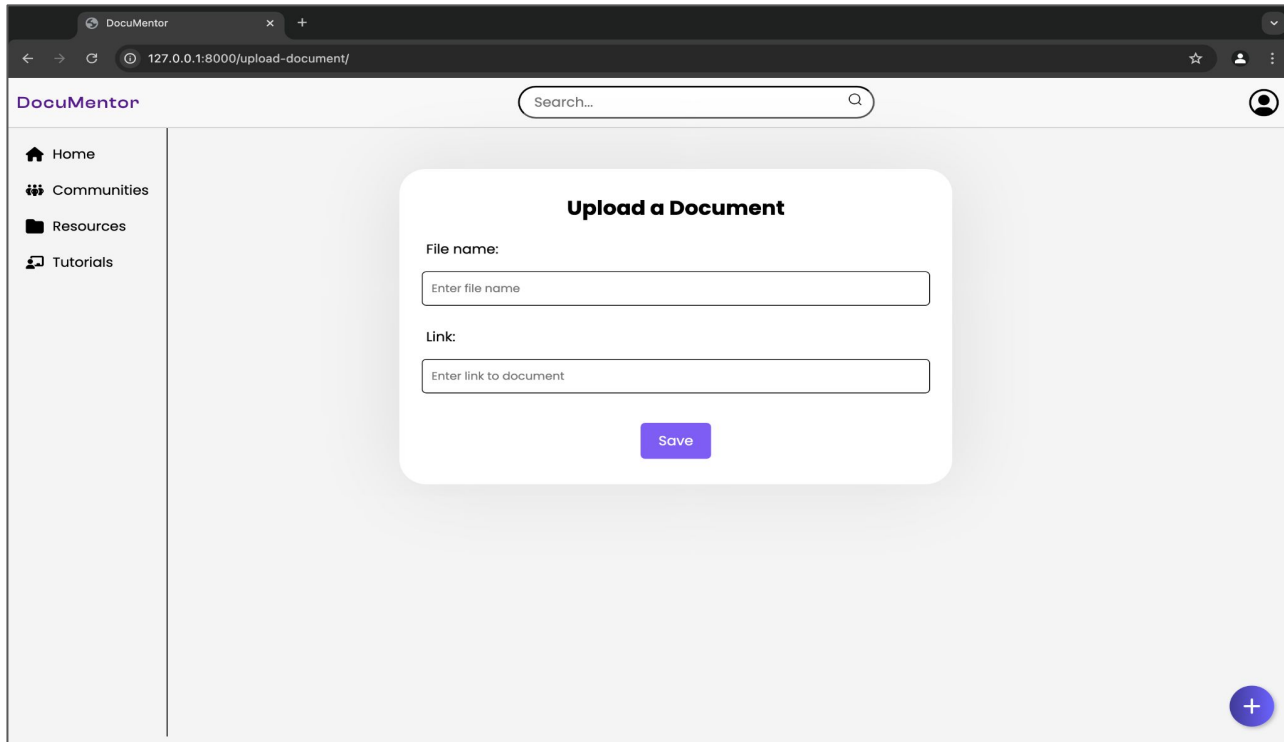 DocuMentor
127.0.0.1:8000/upload-document/
DocuMentor
Search...
Home
Communities
Resources
Tutorials
Upload a Document
File name:
Enter file name
Link:
Enter link to document
Save